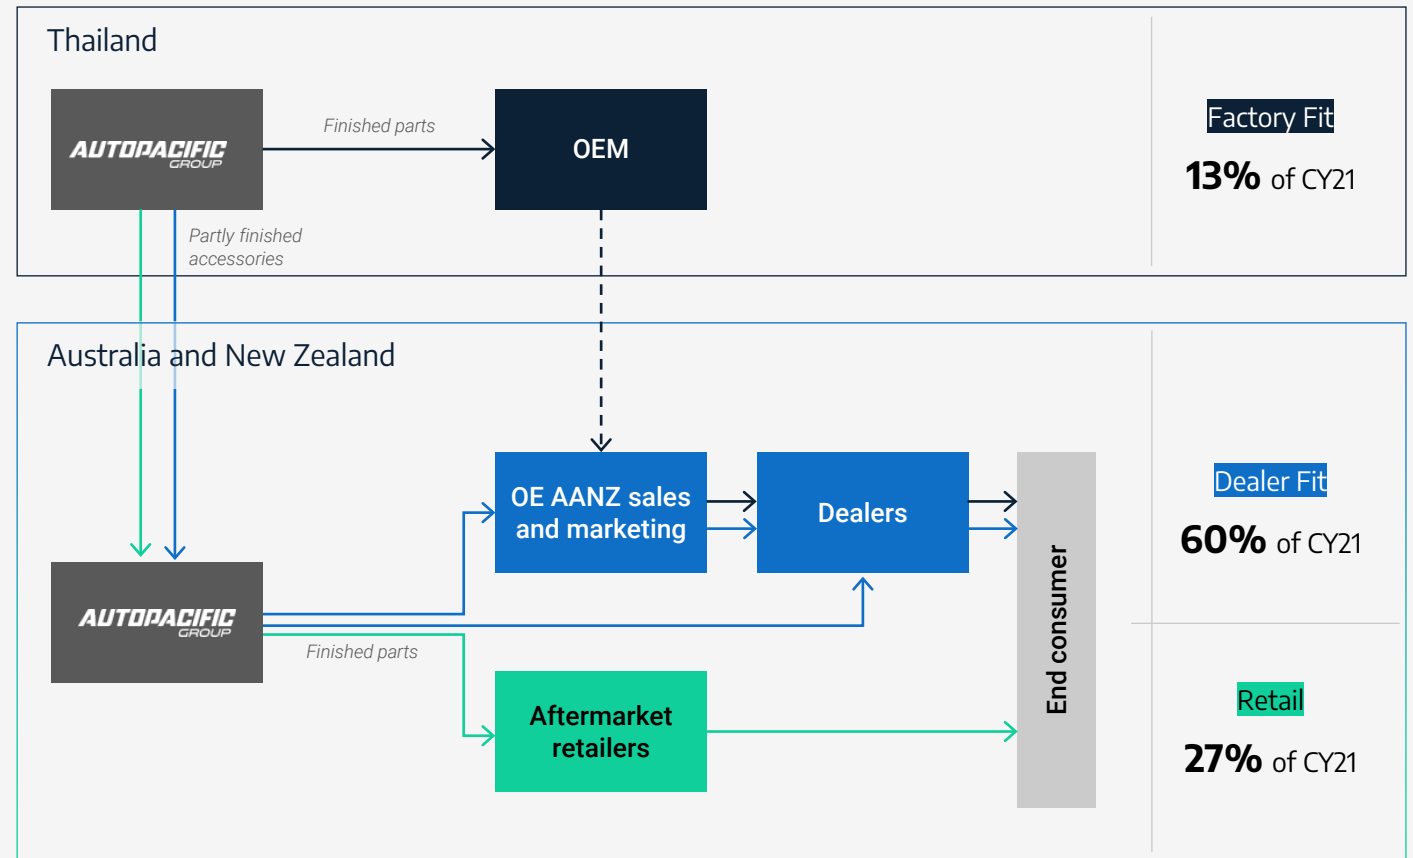 Thailand
AUTOPACIFIC
GROUP
Finished parts
OEM
Factory Fit
13% of CY21
Partly finished
accessories
Australia and New Zealand
OE AANZ sales
and marketing
Dealers
End consumer
Dealer Fit
60% of CY21
AUTOPACIFIC
GROUP
Finished parts
Aftermarket
retailers
Retail
27% of CY21